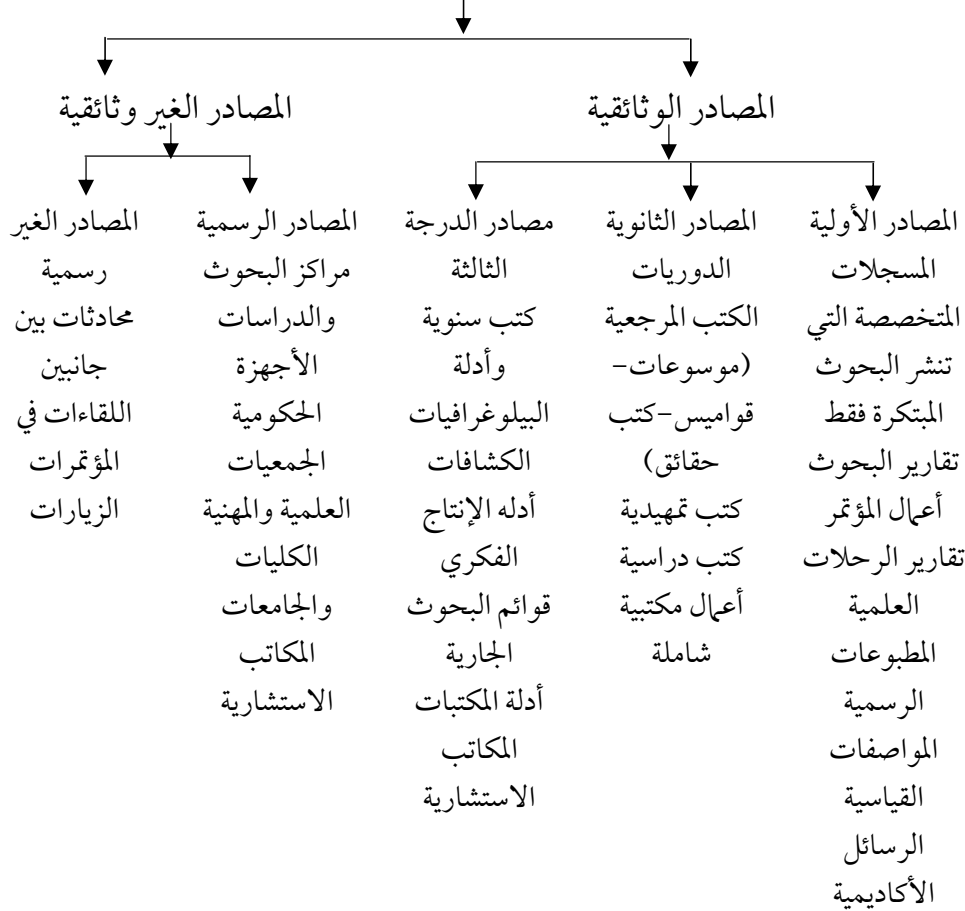 المصادر الوثائقية
المصادر الغير وثائقية
المصادر الأولية
المسجلات
المتخصصة التي
تنشر البحوث
المبتكرة فقط
تقارير البحوث
أعمال المؤتمر
تقارير الرحلات
العلمية
المطبوعات
الرسمية
المواصفات
القياسية
الرسائل
الأكاديمية
المصادر الثانوية
الدوريات
الكتب المرجعية
(موسوعات–
قواميس–كتب
حقائق)
كتب تمهيدية
كتب دراسية
أعمال مكتبية
شاملة
مصادر الدرجة
الثالثة
كتب سنوية
وأدلة
البيلوغرافيات
الكشافات
أدله الإنتاج
الفكري
قوائم البحوث
الجارية
أدلة المكتبات
المكاتب
الاستشارية
المصادر الرسمية
مراكز البحوث
والدراسات
الأجهزة
الحكومية
الجمعيات
العلمية والمهنية
الكليات
والجامعات
المكاتب
الاستشارية
المصادر الغير
رسمية
محادثات بين
جانبين
اللقاءات في
المؤتمرات
الزيارات